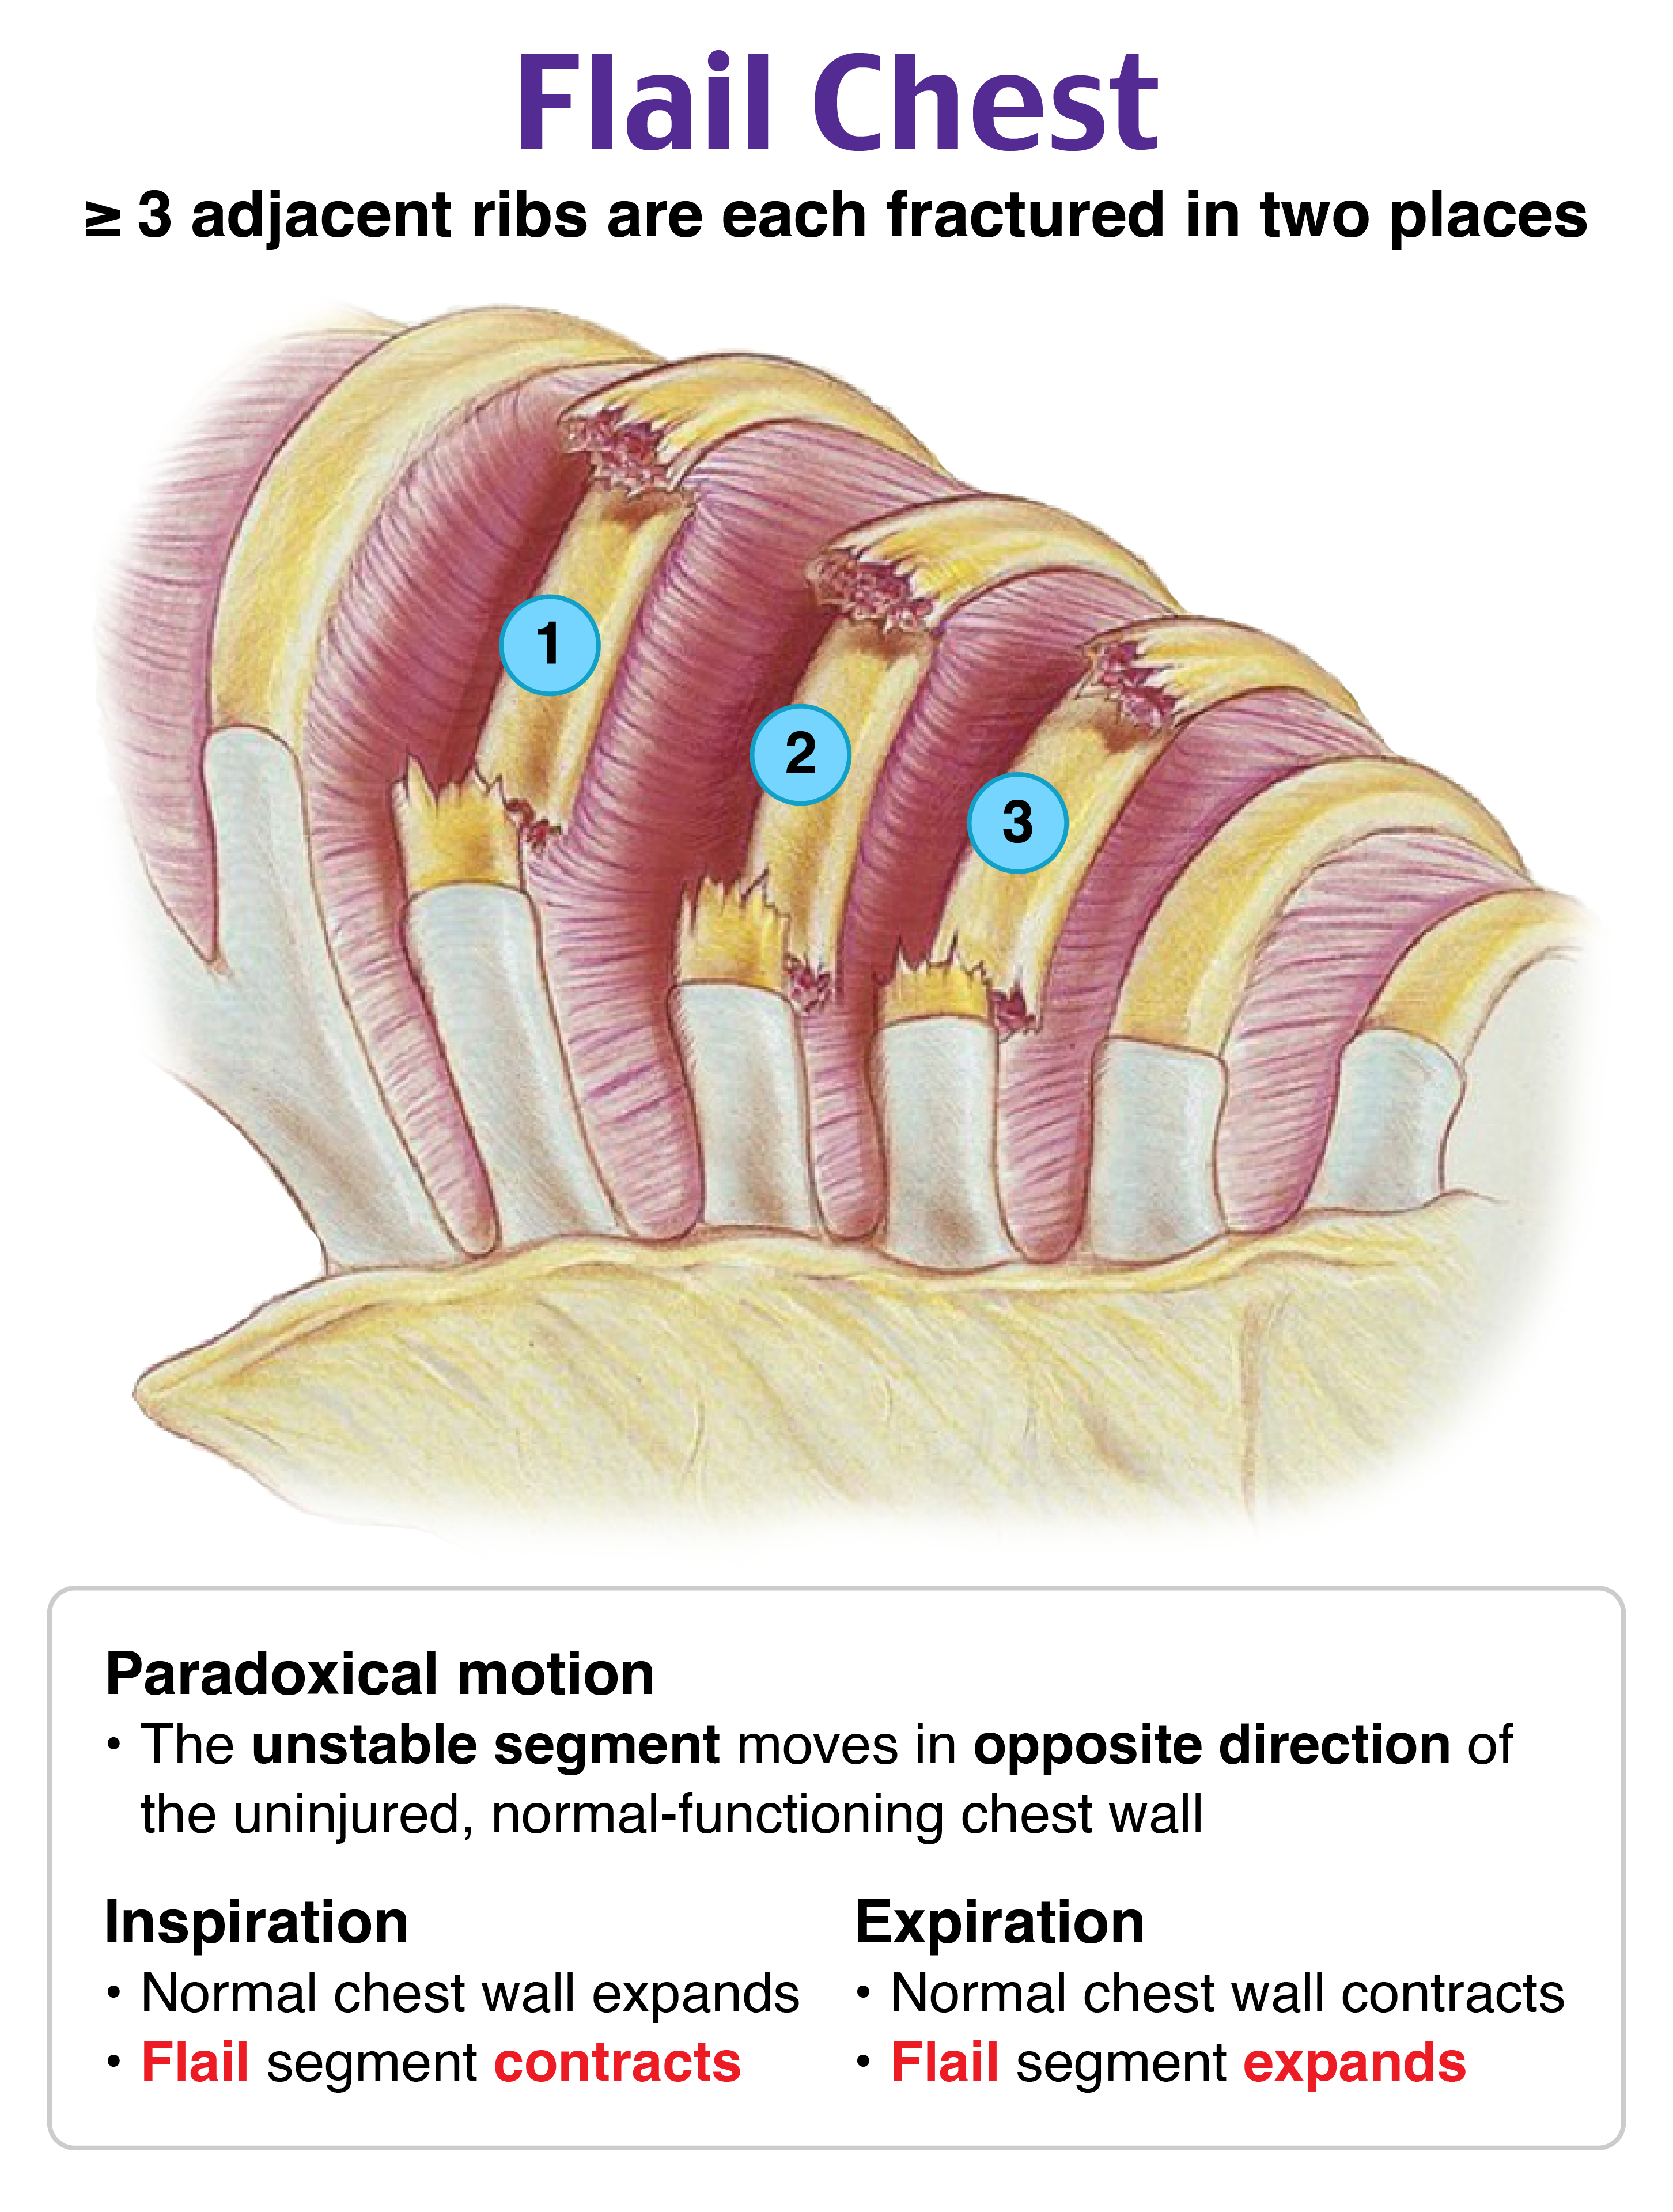 Flail Chest
≥ 3 adjacent ribs are each fractured in two places
1
2
3
Paradoxical motion
• The unstable segment moves in opposite direction of
the uninjured, normal-functioning chest wall
Inspiration
• Normal chest wall expands
• Flail segment contracts
Expiration
• Normal chest wall contracts
• Flail segment expands